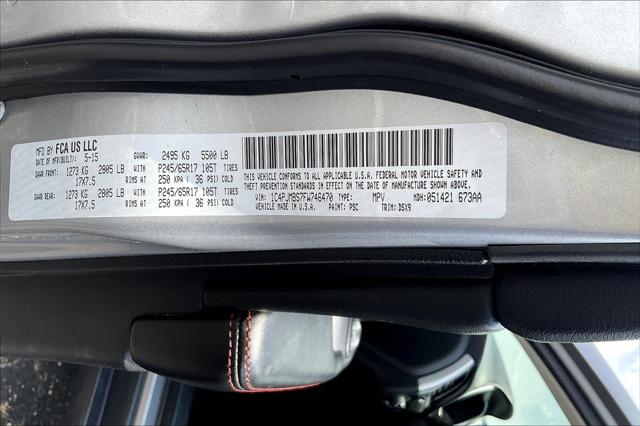 MFD BY FCA US LLC
DATE OF MFR(BUILT): 5-15 GVWR: 2495 KG 5500 LB
GAWR FRONT: 1273 KG 2805 LB WITH P245/65R17 105T TIRES
17X7.5 RIMS AT 250 KPA ( 36 PSI) COLD
GAWR REAR: 1273 KG 2805 LB WITH P245/65R17 105T TIRES
17X7.5 RIMS AT 250 KPA ( 36 PSI) COLD
THIS VEHICLE CONFORMS TO ALL APPLICABLE U.S.A. FEDERAL MOTOR VEHICLE SAFETY AND
THEFT PREVENTION STANDARDS IN EFFECT ON THE DATE OF MANUFACTURE SHOWN ABOVE.
VIN: 1C4PJMBS7FW746470 TYPE: MPV MDH: 051421 673AA
MADE IN U.S.A. PAINT: PSC TRIM: D5X9